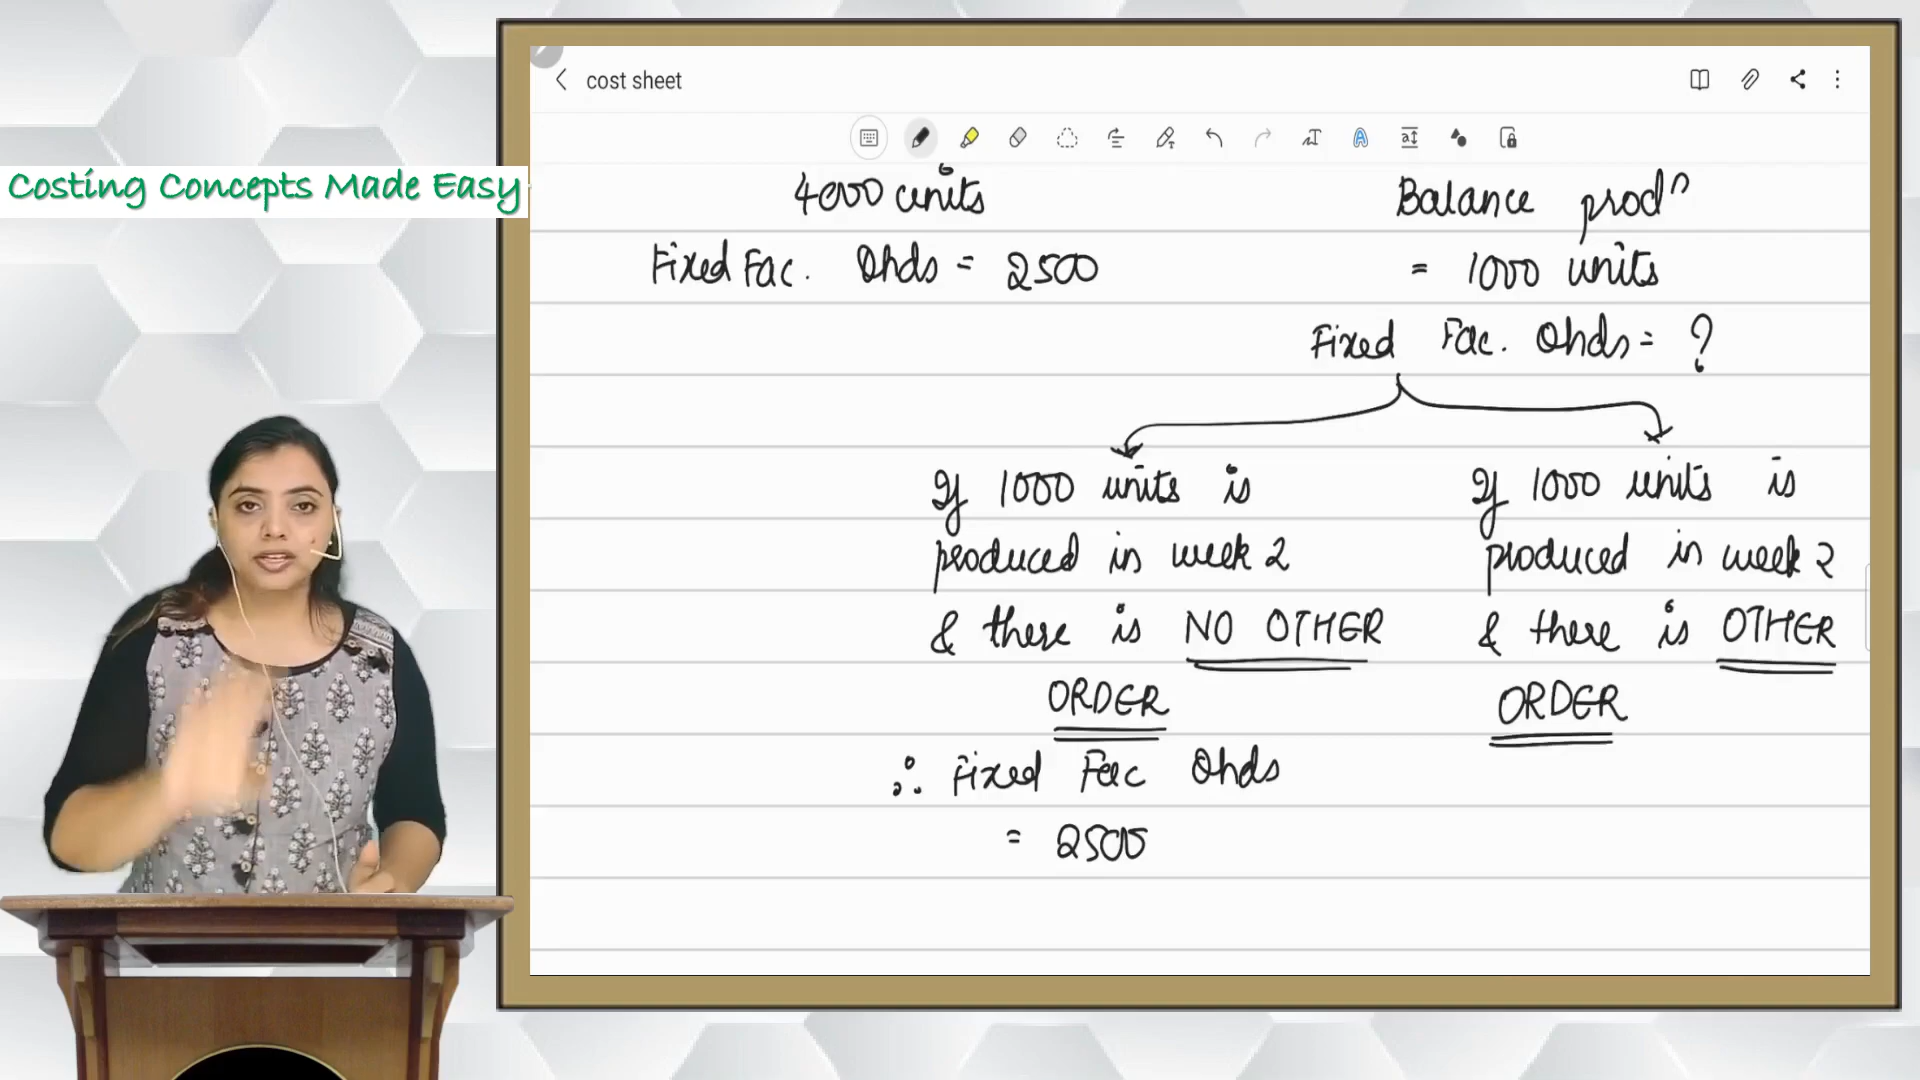 cost sheet
Costing Concepts Made Easy
4000 units
Fixed Fac. Ohds = 2500
Balance prodⁿ
= 1000 units
Fixed Fac. Ohds = ?
If 1000 units is
produced in week 2
& there is NO OTHER
ORDER
∴ Fixed Fac Ohds
= 2500
If 1000 units is
produced in week 2
& there is OTHER
ORDER